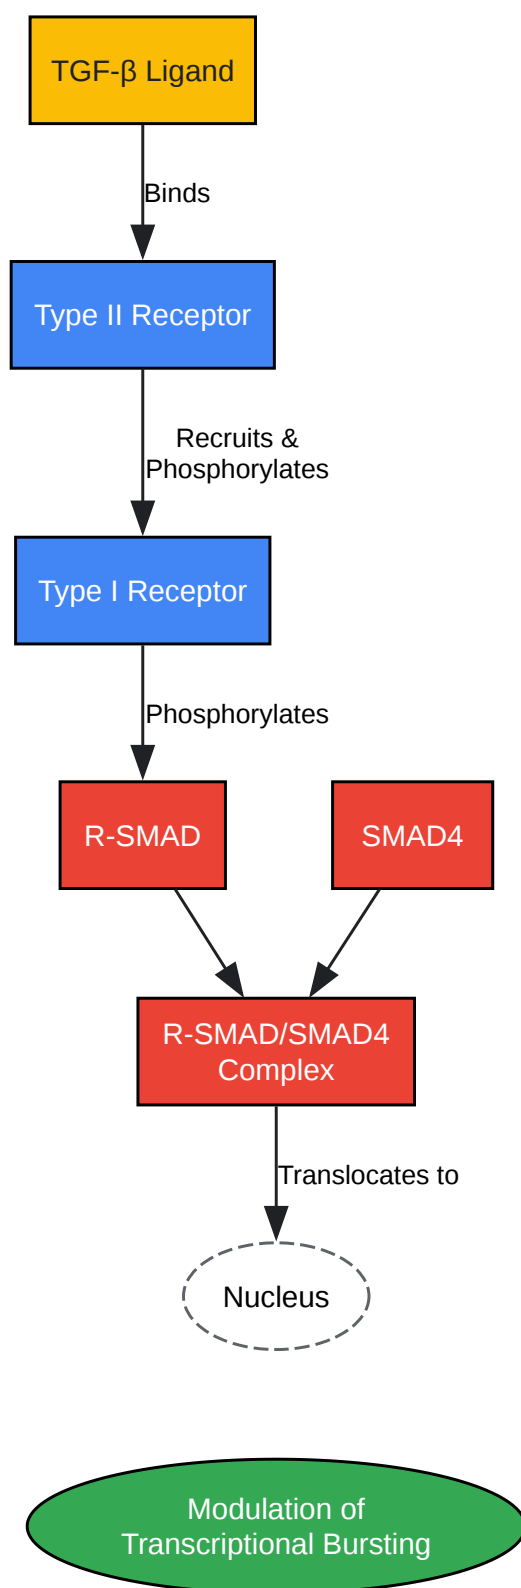 TGF-β Ligand
Binds
Type II Receptor
Recruits &
Phosphorylates
Type I Receptor
Phosphorylates
R-SMAD
SMAD4
R-SMAD/SMAD4
Complex
Translocates to
Nucleus
Modulation of
Transcriptional Bursting